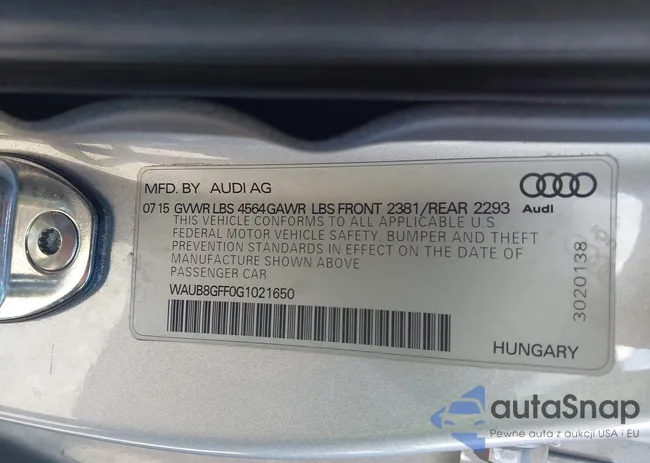 MFD. BY AUDI AG
Audi
07 15 GVWR LBS 4564 GAWR LBS FRONT 2381/REAR 2293
THIS VEHICLE CONFORMS TO ALL APPLICABLE U.S.
FEDERAL MOTOR VEHICLE SAFETY, BUMPER AND THEFT
PREVENTION STANDARDS IN EFFECT ON THE DATE OF
MANUFACTURE SHOWN ABOVE
PASSENGER CAR
WAUB8GFF0G1021650
3020138
HUNGARY
autaSnap
Pewne auta z aukcji USA i EU